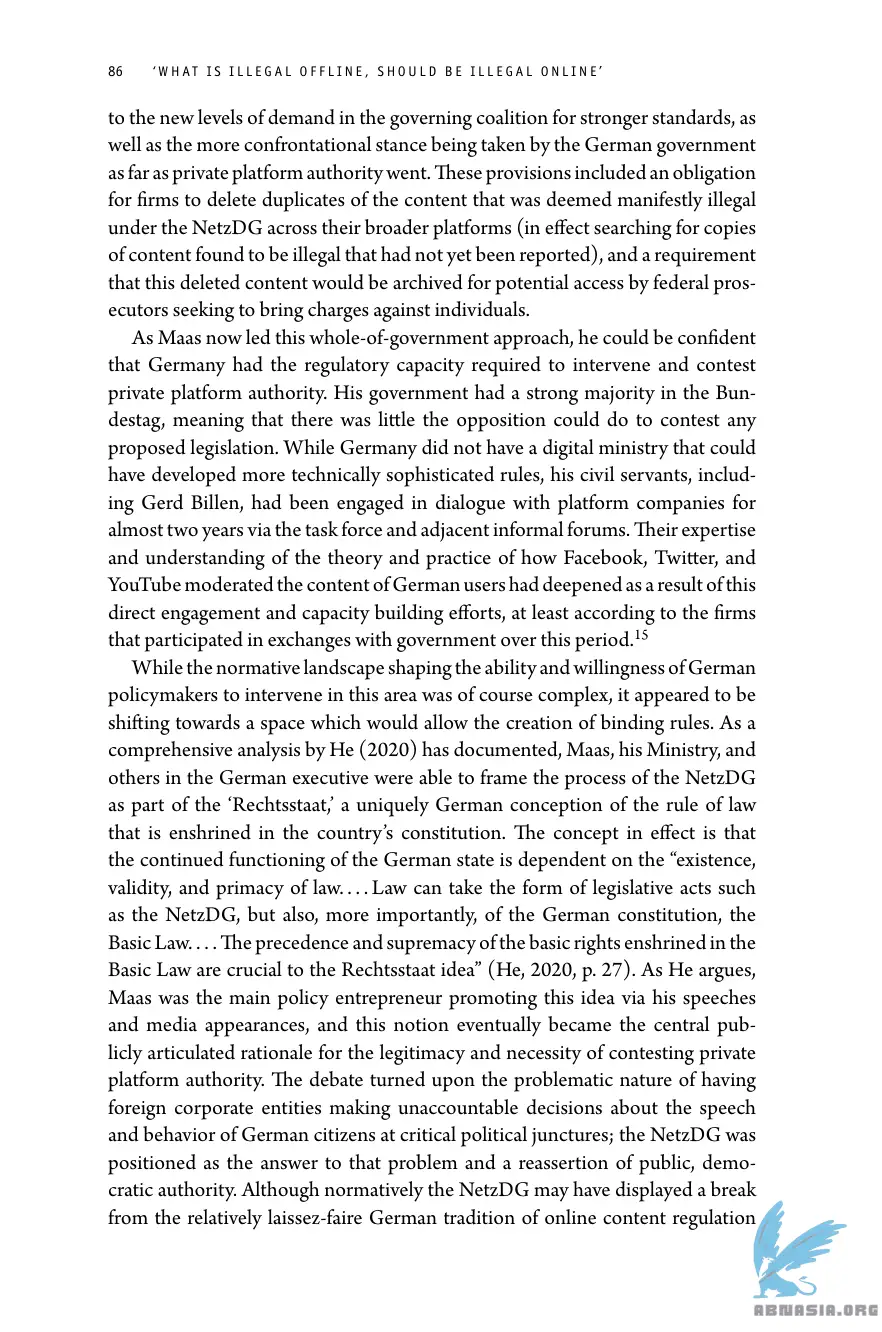 86 ‘WHAT IS ILLEGAL OFFLINE, SHOULD BE ILLEGAL ONLINE’
to the new levels of demand in the governing coalition for stronger standards, as
well as the more confrontational stance being taken by the German government
as far as private platform authority went. These provisions included an obligation
for firms to delete duplicates of the content that was deemed manifestly illegal
under the NetzDG across their broader platforms (in effect searching for copies
of content found to be illegal that had not yet been reported), and a requirement
that this deleted content would be archived for potential access by federal pros-
ecutors seeking to bring charges against individuals.
As Maas now led this whole-of-government approach, he could be confident
that Germany had the regulatory capacity required to intervene and contest
private platform authority. His government had a strong majority in the Bun-
destag, meaning that there was little the opposition could do to contest any
proposed legislation. While Germany did not have a digital ministry that could
have developed more technically sophisticated rules, his civil servants, includ-
ing Gerd Billen, had been engaged in dialogue with platform companies for
almost two years via the task force and adjacent informal forums. Their expertise
and understanding of the theory and practice of how Facebook, Twitter, and
YouTube moderated the content of German users had deepened as a result of this
direct engagement and capacity building efforts, at least according to the firms
that participated in exchanges with government over this period.15
While the normative landscape shaping the ability and willingness of German
policymakers to intervene in this area was of course complex, it appeared to be
shifting towards a space which would allow the creation of binding rules. As a
comprehensive analysis by He (2020) has documented, Maas, his Ministry, and
others in the German executive were able to frame the process of the NetzDG
as part of the ‘Rechtsstaat,’ a uniquely German conception of the rule of law
that is enshrined in the country’s constitution. The concept in effect is that
the continued functioning of the German state is dependent on the “existence,
validity, and primacy of law. . . . Law can take the form of legislative acts such
as the NetzDG, but also, more importantly, of the German constitution, the
Basic Law. . . . The precedence and supremacy of the basic rights enshrined in the
Basic Law are crucial to the Rechtsstaat idea” (He, 2020, p. 27). As He argues,
Maas was the main policy entrepreneur promoting this idea via his speeches
and media appearances, and this notion eventually became the central pub-
licly articulated rationale for the legitimacy and necessity of contesting private
platform authority. The debate turned upon the problematic nature of having
foreign corporate entities making unaccountable decisions about the speech
and behavior of German citizens at critical political junctures; the NetzDG was
positioned as the answer to that problem and a reassertion of public, demo-
cratic authority. Although normatively the NetzDG may have displayed a break
from the relatively laissez-faire German tradition of online content regulation
ABNASIA.ORG